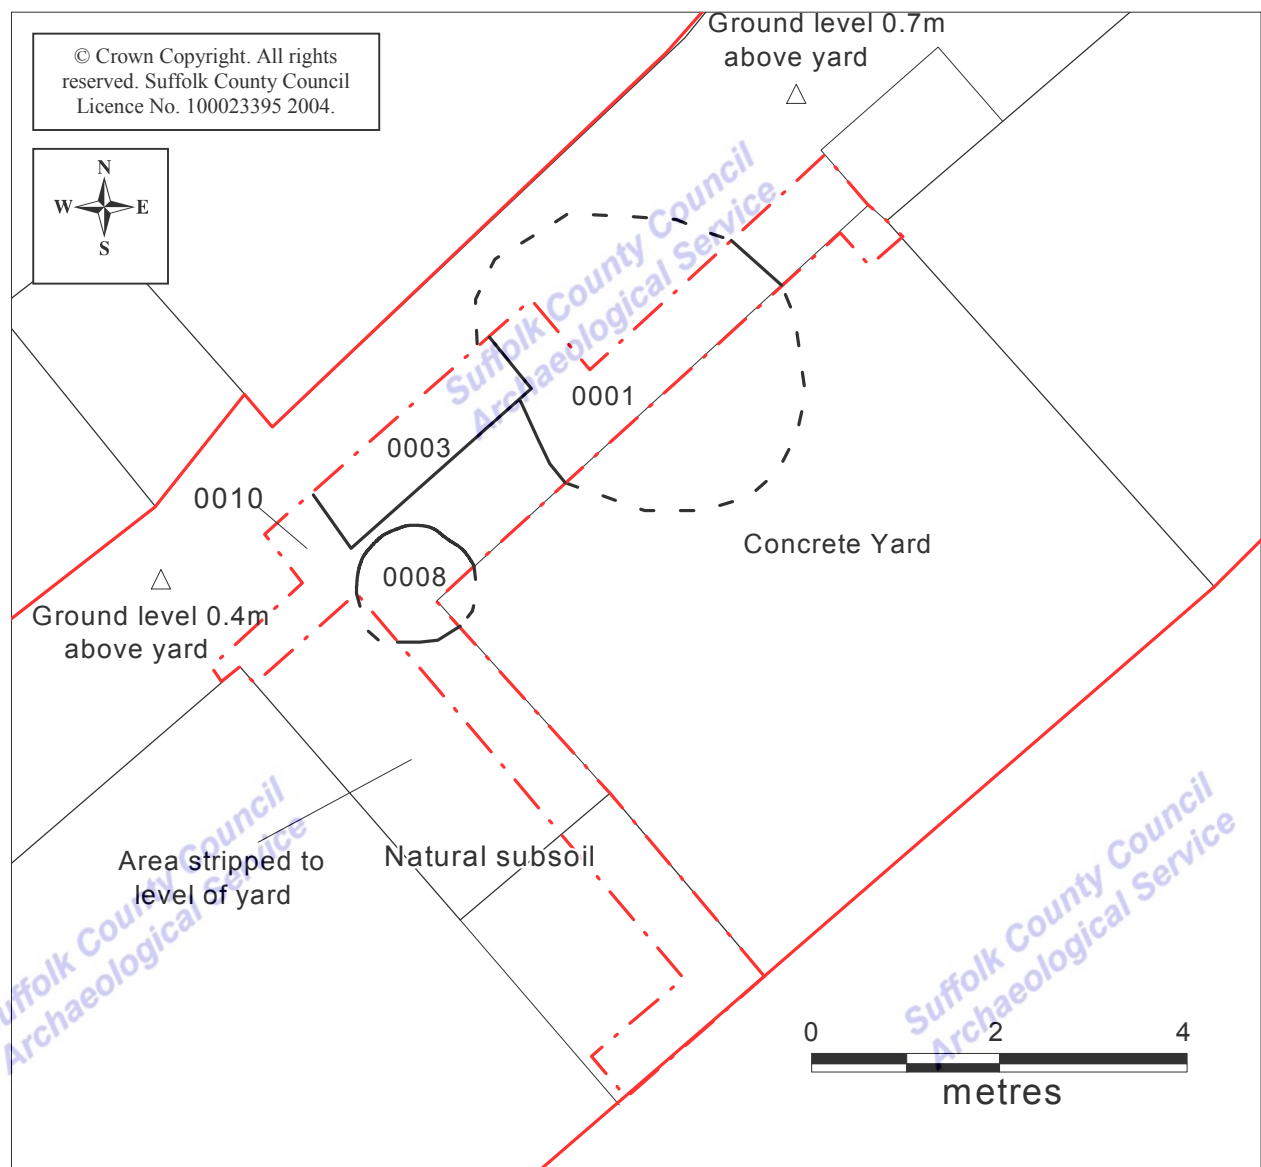 Ground level 0.7m
above yard
© Crown Copyright. All rights
reserved. Suffolk County Council
Licence No. 100023395 2004.
N
W E
S
Suffolk County Council
Archaeological Service
0001
0003
0010
Concrete Yard
0008
Ground level 0.4m
above yard
Area stripped to
level of yard
Natural subsoil
Suffolk County Council
Archaeological Service
Suffolk County Council
Archaeological Service
0 2 4
metres